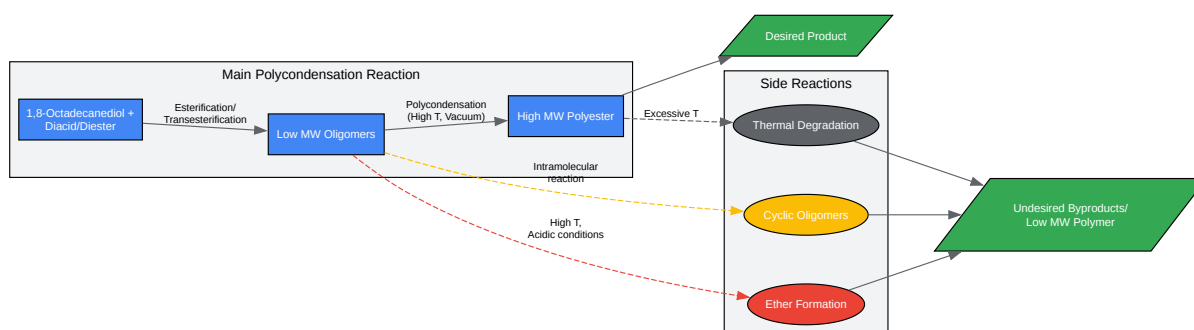 Desired Product
Main Polycondensation Reaction
Side Reactions
1,8-Octadecanediol +
Diacid/Diester
Esterification/
Transesterification
Low MW Oligomers
Polycondensation
(High T, Vacuum)
High MW Polyester
Excessive T
Thermal Degradation
Intramolecular
reaction
Cyclic Oligomers
Undesired Byproducts/
Low MW Polymer
High T,
Acidic conditions
Ether Formation